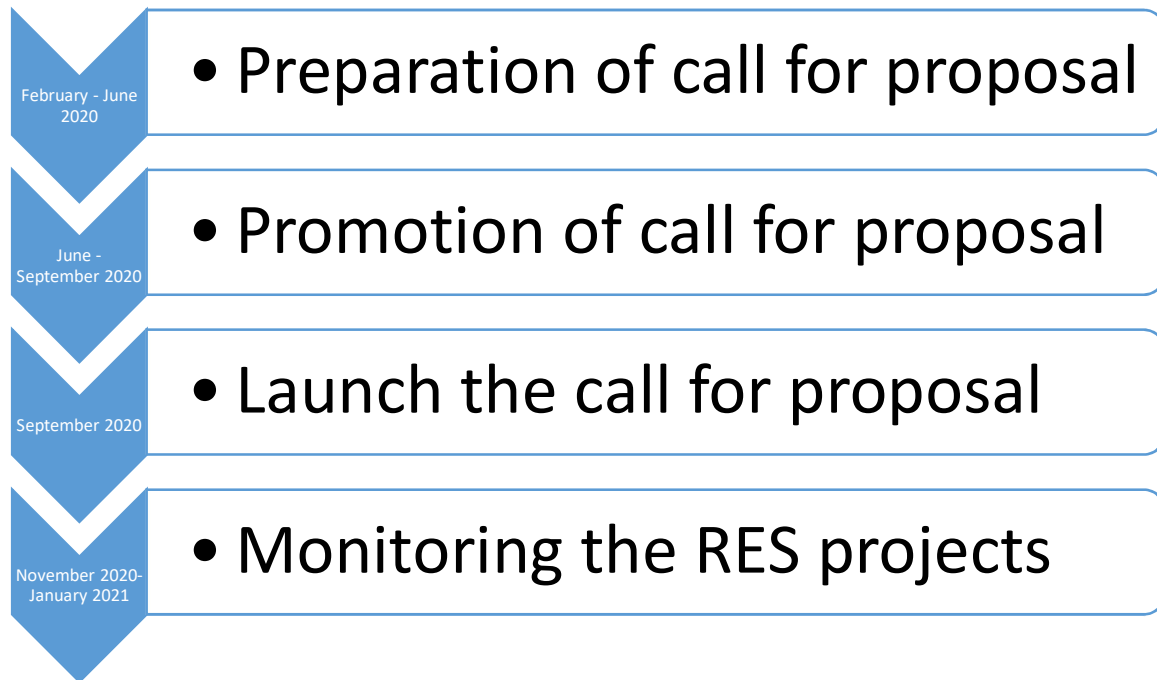 February - June
2020
• Preparation of call for proposal
June -
September 2020
• Promotion of call for proposal
September 2020
• Launch the call for proposal
November 2020-
January 2021
• Monitoring the RES projects